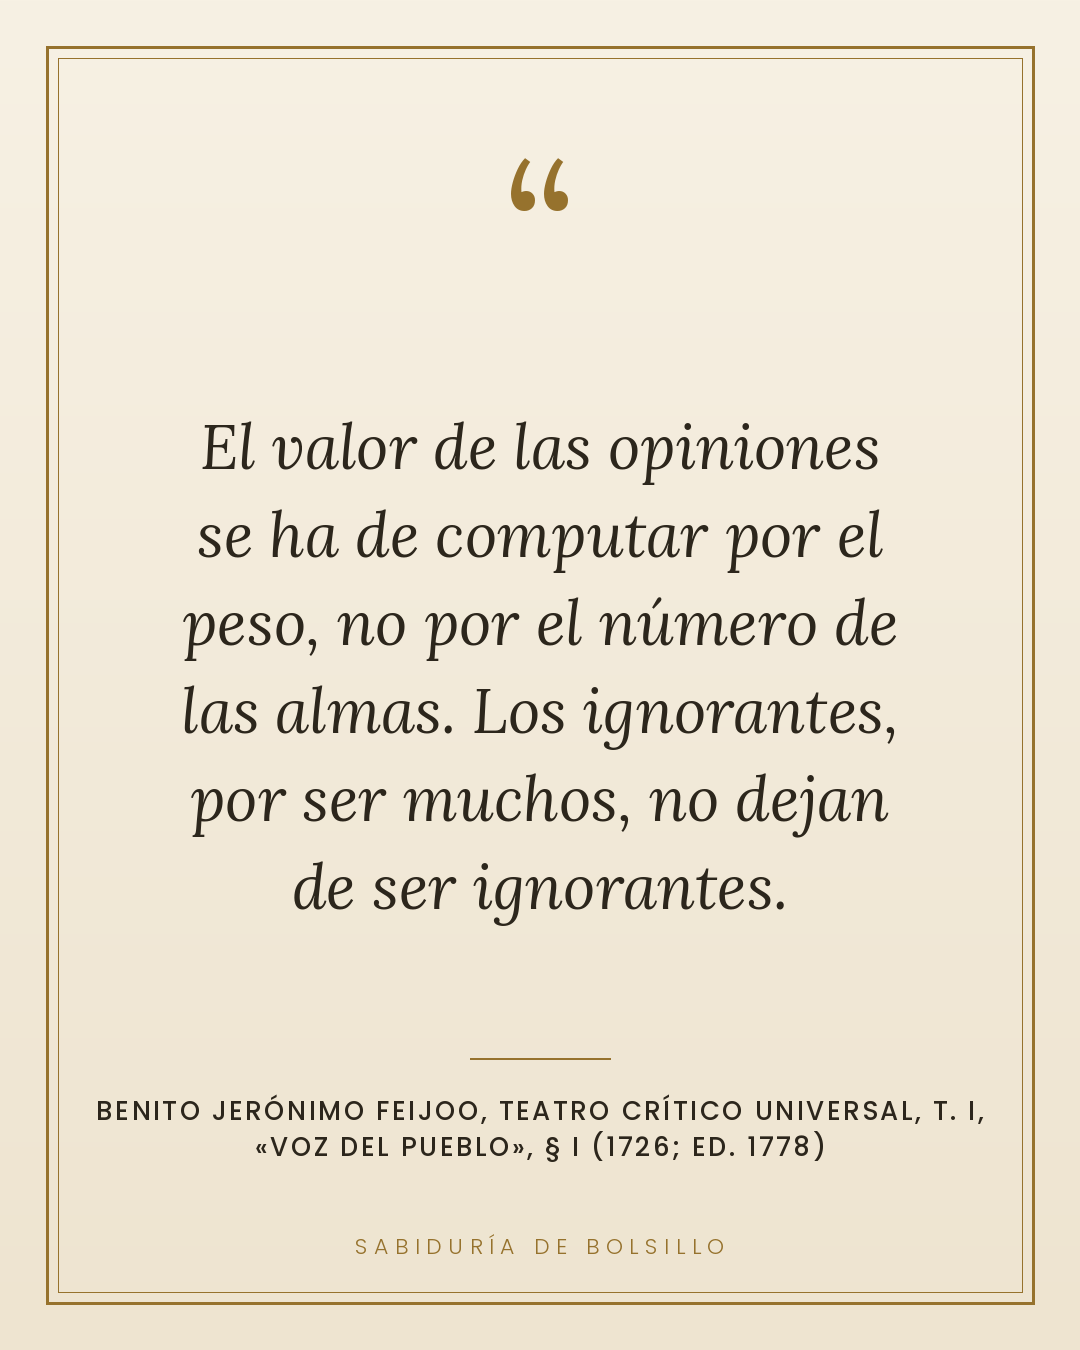 “
El valor de las opiniones
se ha de computar por el
peso, no por el número de
las almas. Los ignorantes,
por ser muchos, no dejan
de ser ignorantes.
BENITO JERÓNIMO FEIJOO, TEATRO CRÍTICO UNIVERSAL, T. I,
«VOZ DEL PUEBLO», § I (1726; ED. 1778)
SABIDURÍA DE BOLSILLO